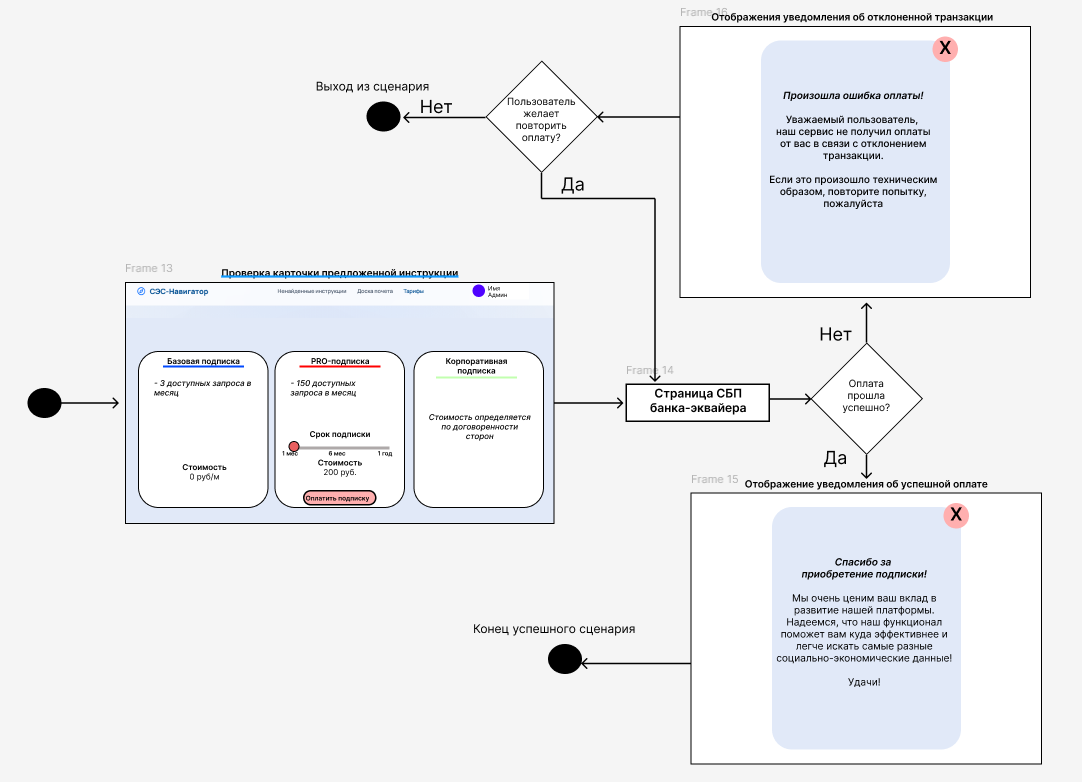 Frame 16
Отображения уведомления об отклоненной транзакции
X
Произошла ошибка оплаты!
Уважаемый пользователь,
наш сервис не получил оплаты
от вас в связи с отклонением
транзакции.
Если это произошло техническим
образом, повторите попытку,
пожалуйста
Выход из сценария
Нет
Пользователь
желает
повторить
оплату?
Да
Frame 13
Проверка карточки предложенной инструкции
СЭС-Навигатор
Ненайденные инструкции
Доска почета
Тарифы
Имя
Админ
Базовая подписка
- 3 доступных запроса в
месяц
Стоимость
0 руб/м
PRO-подписка
- 150 доступных
запроса в месяц
Срок подписки
1 мес
6 мес
1 год
Стоимость
200 руб.
Оплатить подписку
Корпоративная
подписка
Стоимость определяется
по договоренности
сторон
Frame 14
Страница СБП
банка-эквайера
Нет
Оплата
прошла
успешно?
Да
Frame 15
Отображение уведомления об успешной оплате
X
Спасибо за
приобретение подписки!
Мы очень ценим ваш вклад в
развитие нашей платформы.
Надеемся, что наш функционал
поможет вам куда эффективнее и
легче искать самые разные
социально-экономические данные!
Удачи!
Конец успешного сценария